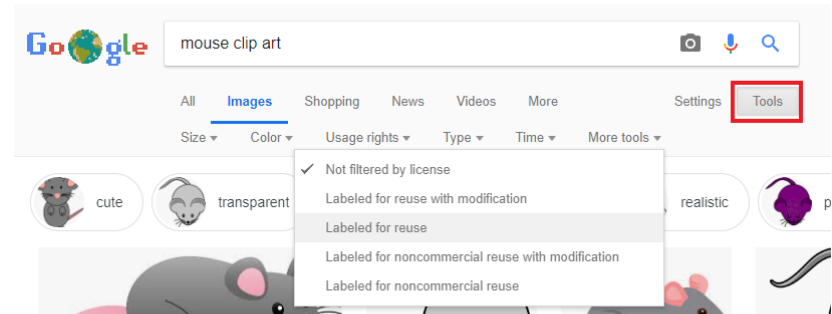 Google
mouse clip art
All Images Shopping News Videos More Settings Tools
Size Color Usage rights Type Time More tools
Not filtered by license
Labeled for reuse with modification
Labeled for reuse
Labeled for noncommercial reuse with modification
Labeled for noncommercial reuse
cute transparent realistic p